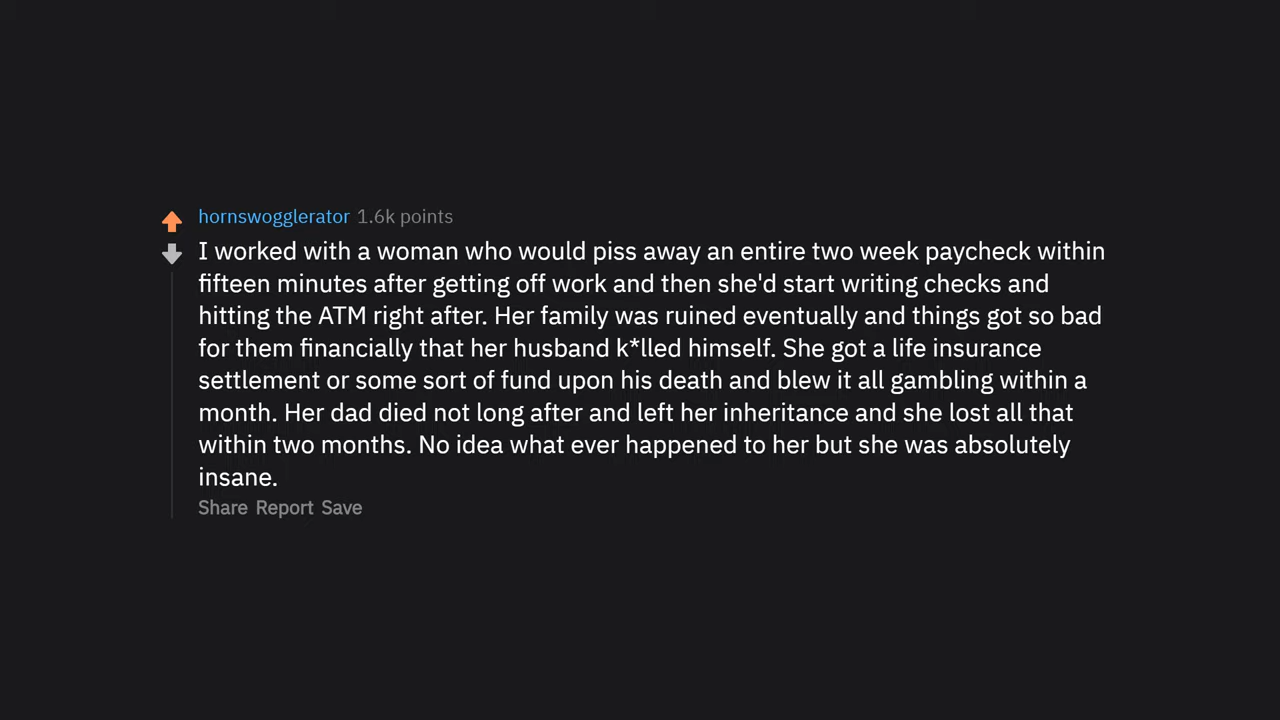 hornswogglerator 1.6k points
I worked with a woman who would piss away an entire two week paycheck within
fifteen minutes after getting off work and then she'd start writing checks and
hitting the ATM right after. Her family was ruined eventually and things got so bad
for them financially that her husband k*lled himself. She got a life insurance
settlement or some sort of fund upon his death and blew it all gambling within a
month. Her dad died not long after and left her inheritance and she lost all that
within two months. No idea what ever happened to her but she was absolutely
insane.
Share Report Save